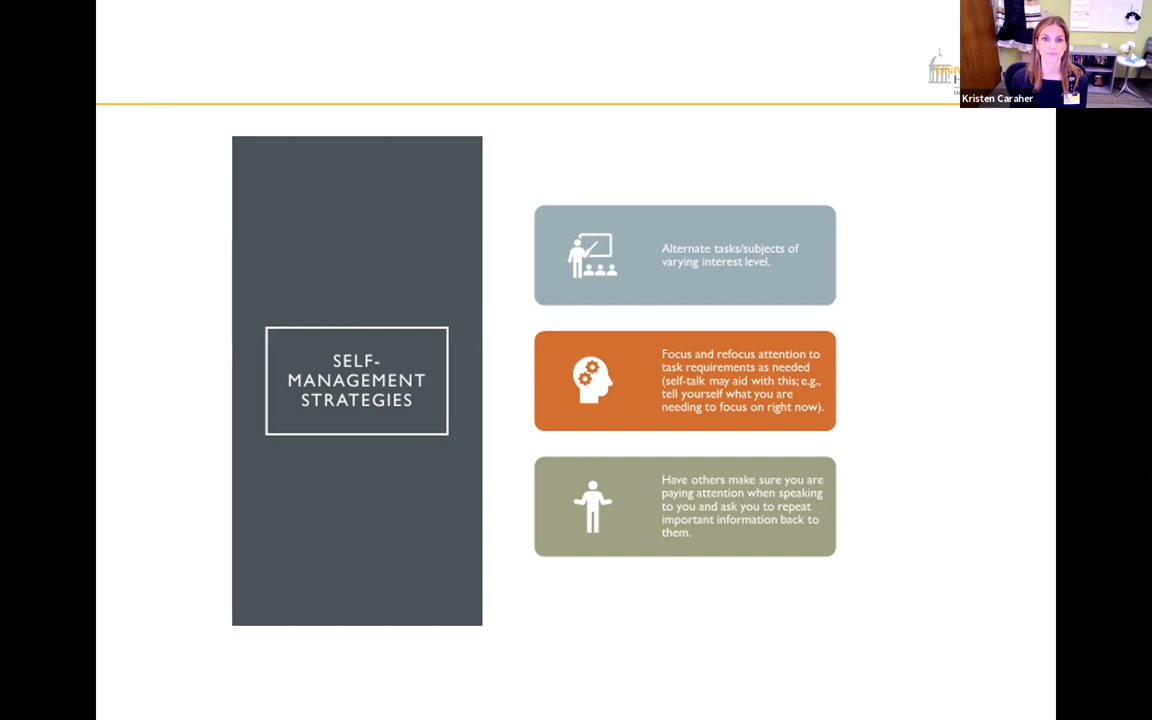 Kristen Caraher
SELF-
MANAGEMENT
STRATEGIES
Alternate tasks/subjects of
varying interest level.
Focus and refocus attention to
task requirements as needed
(self-talk may aid with this; e.g.,
tell yourself what you are
needing to focus on right now).
Have others make sure you are
paying attention when speaking
to you and ask you to repeat
important information back to
them.